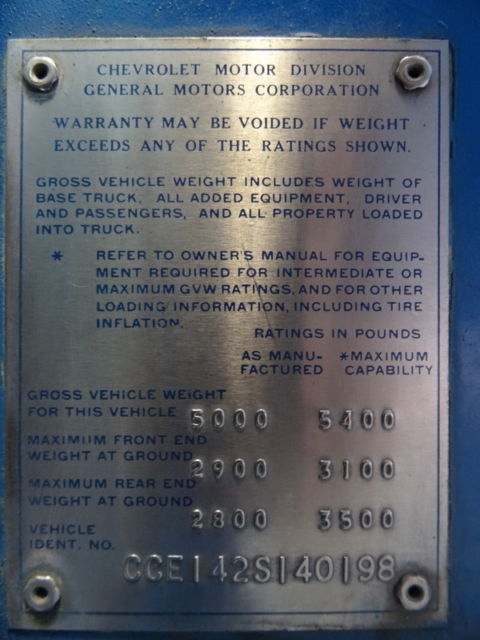 CHEVROLET MOTOR DIVISION
GENERAL MOTORS CORPORATION
WARRANTY MAY BE VOIDED IF WEIGHT
EXCEEDS ANY OF THE RATINGS SHOWN.
GROSS VEHICLE WEIGHT INCLUDES WEIGHT OF
BASE TRUCK, ALL ADDED EQUIPMENT, DRIVER
AND PASSENGERS, AND ALL PROPERTY LOADED
INTO TRUCK.
* REFER TO OWNER'S MANUAL FOR EQUIP-
MENT REQUIRED FOR INTERMEDIATE OR
MAXIMUM GVW RATINGS, AND FOR OTHER
LOADING INFORMATION, INCLUDING TIRE
INFLATION.
RATINGS IN POUNDS
AS MANU- *MAXIMUM
FACTURED CAPABILITY
GROSS VEHICLE WEIGHT
FOR THIS VEHICLE 5000 5400
MAXIMUM FRONT END
WEIGHT AT GROUND 2900 3100
MAXIMUM REAR END
WEIGHT AT GROUND 2800 3500
VEHICLE
IDENT. NO. CCE142S140198